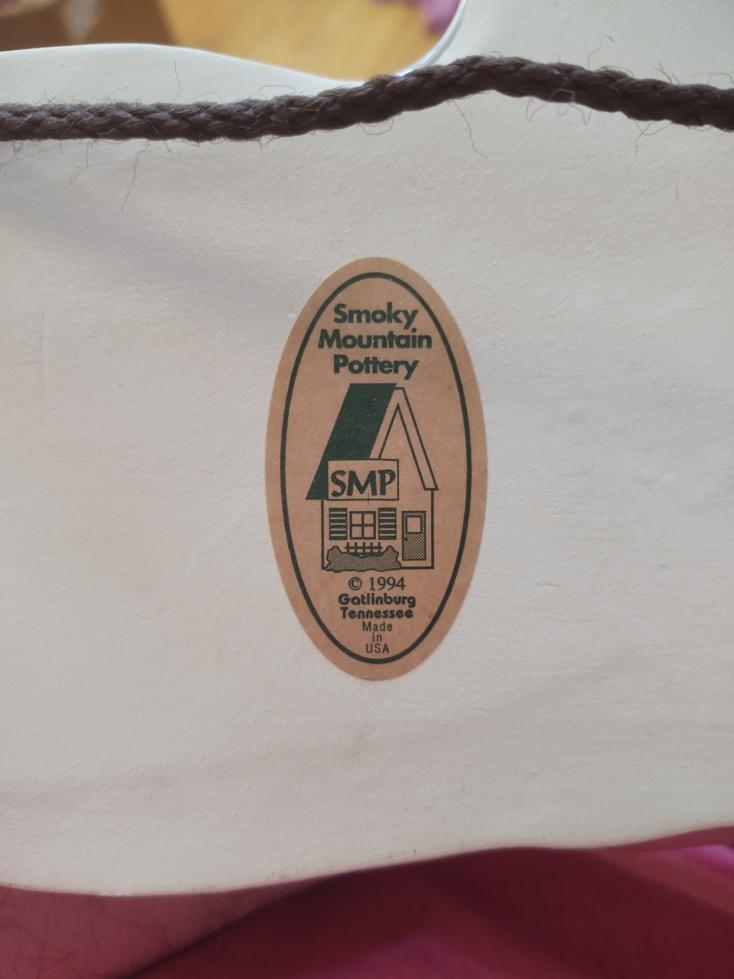 Smoky
Mountain
Pottery
SMP
© 1994
Gatlinburg
Tennessee
Made
in
USA